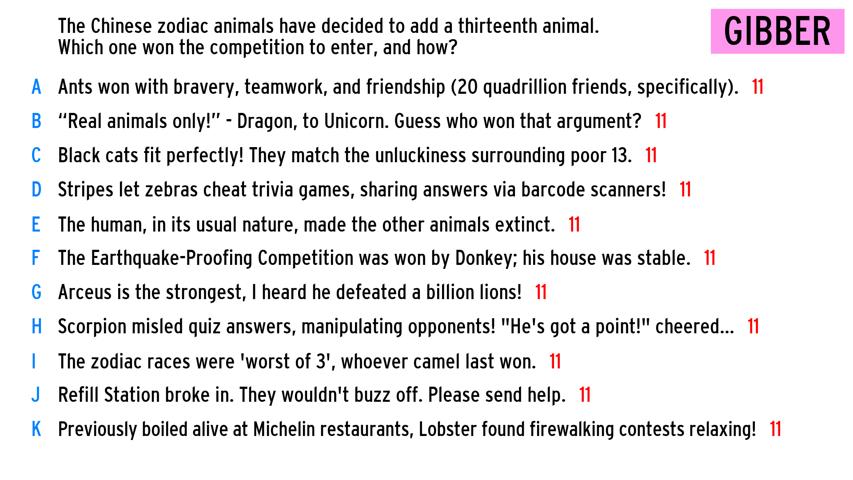 The Chinese zodiac animals have decided to add a thirteenth animal.
Which one won the competition to enter, and how?
GIBBER
A Ants won with bravery, teamwork, and friendship (20 quadrillion friends, specifically). 11
B “Real animals only!” - Dragon, to Unicorn. Guess who won that argument? 11
C Black cats fit perfectly! They match the unluckiness surrounding poor 13. 11
D Stripes let zebras cheat trivia games, sharing answers via barcode scanners! 11
E The human, in its usual nature, made the other animals extinct. 11
F The Earthquake-Proofing Competition was won by Donkey; his house was stable. 11
G Arceus is the strongest, I heard he defeated a billion lions! 11
H Scorpion misled quiz answers, manipulating opponents! "He's got a point!" cheered... 11
I The zodiac races were 'worst of 3', whoever camel last won. 11
J Refill Station broke in. They wouldn't buzz off. Please send help. 11
K Previously boiled alive at Michelin restaurants, Lobster found firewalking contests relaxing! 11